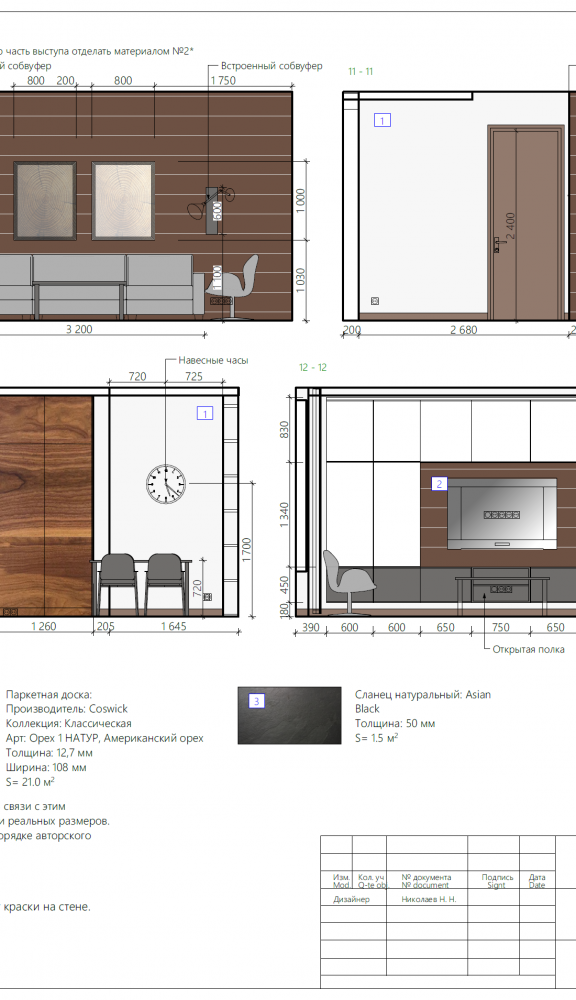 о часть выступа отделать материалом №2*
й собвуфер
Встроенный собвуфер
800 200 800 1 750
11 - 11
1
600
1 000
1 100
1 030
2 400
3 200
200
2 680
2
12 - 12
Навесные часы
720 725
1
830
2
1 340
1 700
720
450
180
1 260 205 1 645
390 600 600 650 750 650
Открытая полка
Паркетная доска:
Производитель: Coswick
Коллекция: Классическая
Арт: Орех 1 НАТУР, Американский орех
Толщина: 12,7 мм
Ширина: 108 мм
S= 21.0 м²
3
Сланец натуральный: Asian
Black
Толщина: 50 мм
S= 1.5 м²
связи с этим
и реальных размеров.
орядке авторского
краски на стене.
Изм. Кол. уч № документа Подпись Дата
Mod. Q-te obj № document Signt Date
Дизайнер Николаев Н. Н.